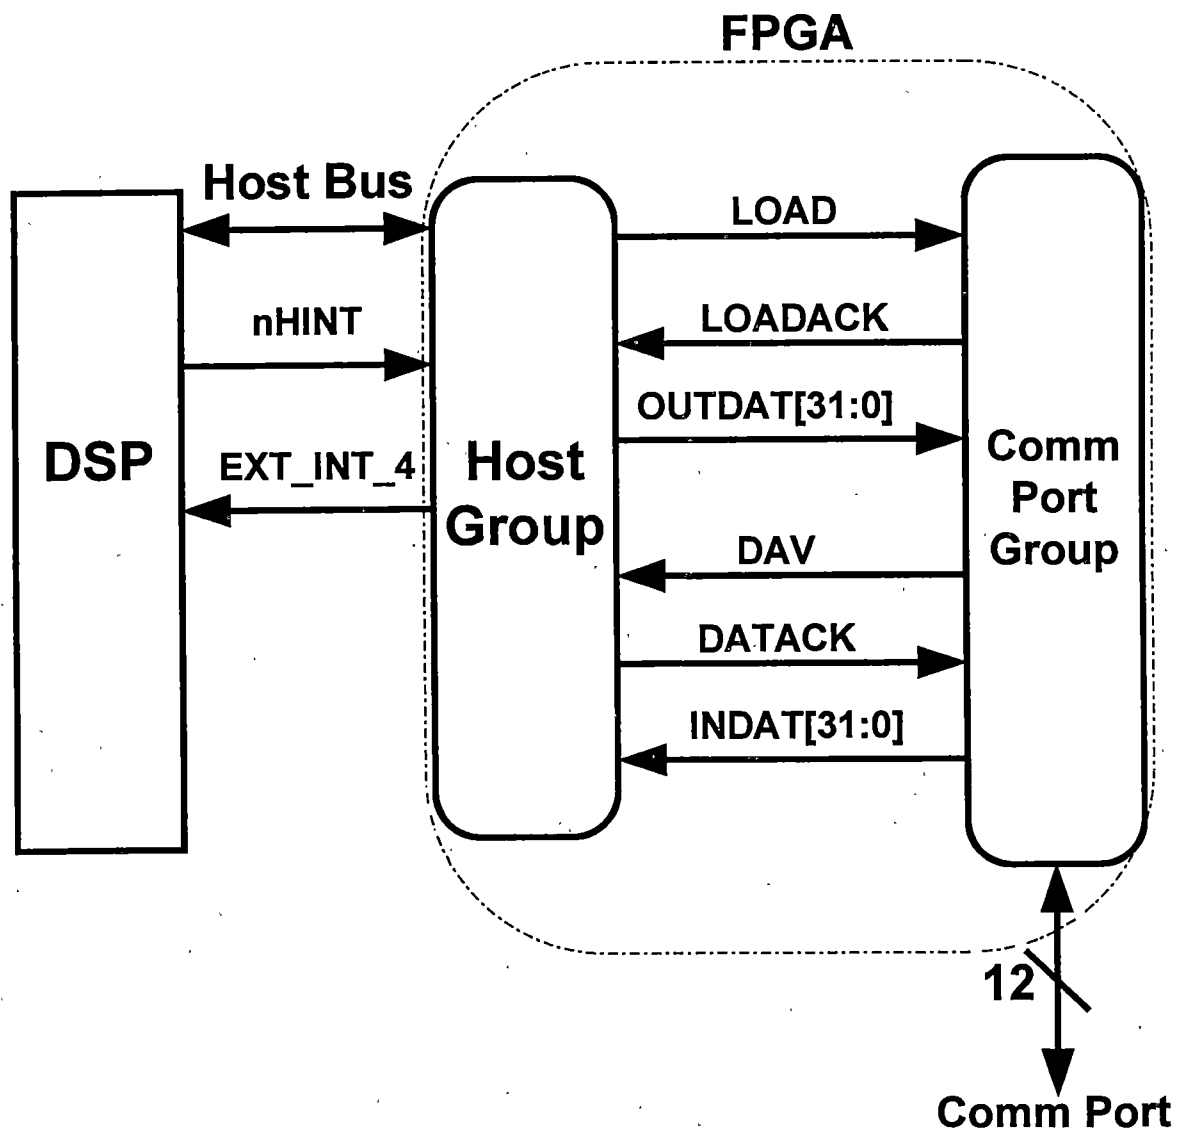 FPGA
Host Bus
LOAD
nHINT
LOADACK
OUTDAT[31:0]
DSP
EXT_INT_4
Host
Group
Comm
Port
Group
DAV
DATACK
INDAT[31:0]
12
Comm Port